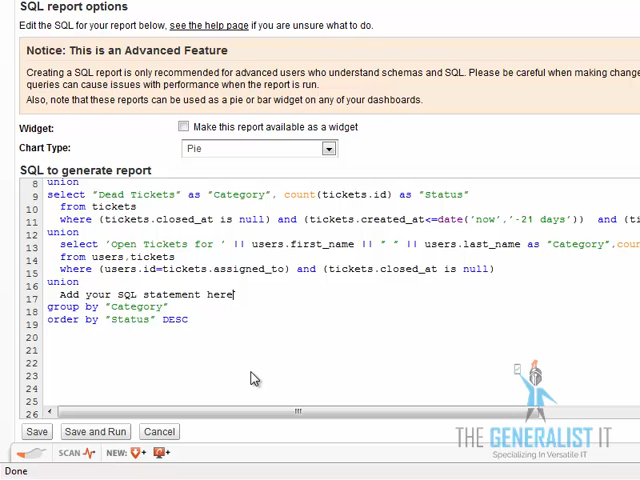 SQL report options
Edit the SQL for your report below, see the help page if you are unsure what to do.
Notice: This is an Advanced Feature
Creating a SQL report is only recommended for advanced users who understand schemas and SQL. Please be careful when making change
queries can cause issues with performance when the report is run.
Also, note that these reports can be used as a pie or bar widget on any of your dashboards.
Widget: Make this report available as a widget
Chart Type: Pie
SQL to generate report
8 union
9 select "Dead Tickets" as "Category", count(tickets.id) as "Status"
10 from tickets
11 where (tickets.closed_at is null) and (tickets.created_at<=date('now','-21 days')) and (ti
12 union
13 select 'Open Tickets for ' || users.first_name || " " || users.last_name as "Category",coun
14 from users,tickets
15 where (users.id=tickets.assigned_to) and (tickets.closed_at is null)
16 union
17 Add your SQL statement here
18 group by "Category"
19 order by "Status" DESC
20
21
22
23
24
25
26
Save Save and Run Cancel
SCAN NEW:
Done
THE GENERALIST IT
Specializing in Versatile IT